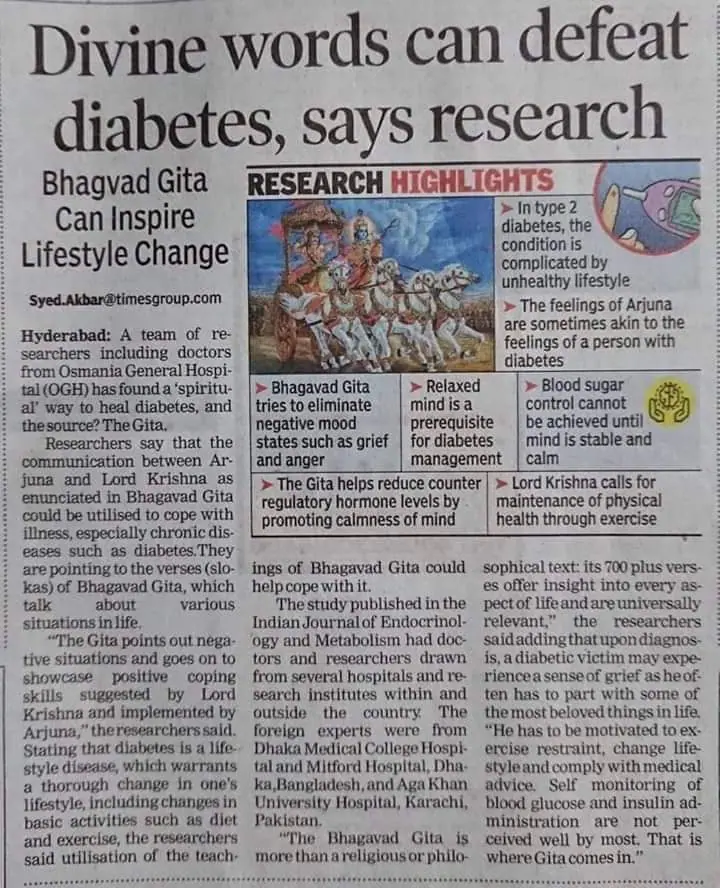 Divine words can defeat
diabetes, says research
Bhagvad Gita
Can Inspire
Lifestyle Change
Syed.Akbar@timesgroup.com
Hyderabad: A team of re-
searchers including doctors
from Osmania General Hospi-
tal (OGH) has found a ‘spiritu-
al’ way to heal diabetes, and
the source? The Gita.
Researchers say that the
communication between Ar-
juna and Lord Krishna as
enunciated in Bhagavad Gita
could be utilised to cope with
illness, especially chronic dis-
eases such as diabetes.They
are pointing to the verses (slo-
kas) of Bhagavad Gita, which
talk about various
situations in life.
“The Gita points out nega-
tive situations and goes on to
showcase positive coping
skills suggested by Lord
Krishna and implemented by
Arjuna,” the researchers said.
Stating that diabetes is a life-
style disease, which warrants
a thorough change in one’s
lifestyle, including changes in
basic activities such as diet
and exercise, the researchers
said utilisation of the teach-
RESEARCH HIGHLIGHTS
➤ In type 2
diabetes, the
condition is
complicated by
unhealthy lifestyle
➤ The feelings of Arjuna
are sometimes akin to the
feelings of a person with
diabetes
➤ Bhagavad Gita
tries to eliminate
negative mood
states such as grief
and anger
➤ Relaxed
mind is a
prerequisite
for diabetes
management
➤ Blood sugar
control cannot
be achieved until
mind is stable and
calm
➤ The Gita helps reduce counter
regulatory hormone levels by
promoting calmness of mind
➤ Lord Krishna calls for
maintenance of physical
health through exercise
ings of Bhagavad Gita could
help cope with it.
The study published in the
Indian Journal of Endocrinol-
ogy and Metabolism had doc-
tors and researchers drawn
from several hospitals and re-
search institutes within and
outside the country. The
foreign experts were from
Dhaka Medical College Hospi-
tal and Mitford Hospital, Dha-
ka,Bangladesh, and Aga Khan
University Hospital, Karachi,
Pakistan.
“The Bhagavad Gita is
more than a religious or philo-
sophical text: its 700 plus vers-
es offer insight into every as-
pect of life and are universally
relevant,” the researchers
said adding that upon diagnos-
is, a diabetic victim may expe-
rience a sense of grief as he of-
ten has to part with some of
the most beloved things in life.
“He has to be motivated to ex-
ercise restraint, change life-
style and comply with medical
advice. Self monitoring of
blood glucose and insulin ad-
ministration are not per-
ceived well by most. That is
where Gita comes in.”